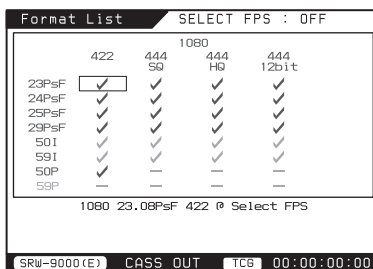 Format List SELECT FPS : OFF
1080
422 444 444 444
SQ HQ 12bit
23PsF ✓ ✓ ✓ ✓
24PsF ✓ ✓ ✓ ✓
25PsF ✓ ✓ ✓ ✓
29PsF ✓ ✓ ✓ ✓
50I ✓ ✓ ✓ ✓
59I ✓ ✓ ✓ ✓
50P ✓ — — —
59P — — — —
1080 23.08PsF 422 @ Select FPS
SRW-9000(E) CASS OUT TCG 00:00:00:00